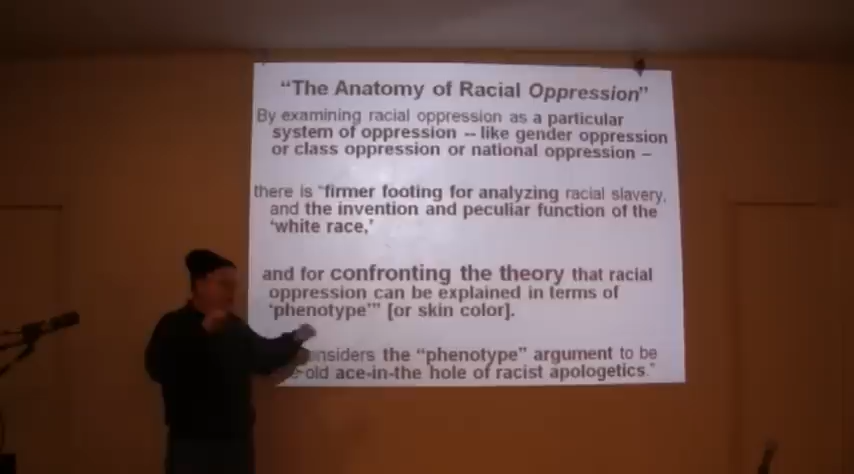 “The Anatomy of Racial Oppression”
By examining racial oppression as a particular
system of oppression – like gender oppression
or class oppression or national oppression –
there is “firmer footing for analyzing racial slavery,
and the invention and peculiar function of the
‘white race,’
and for confronting the theory that racial
oppression can be explained in terms of
‘phenotype’” [or skin color].
the “phenotype” argument to be
old ace-in-the hole of racist apologetics.”